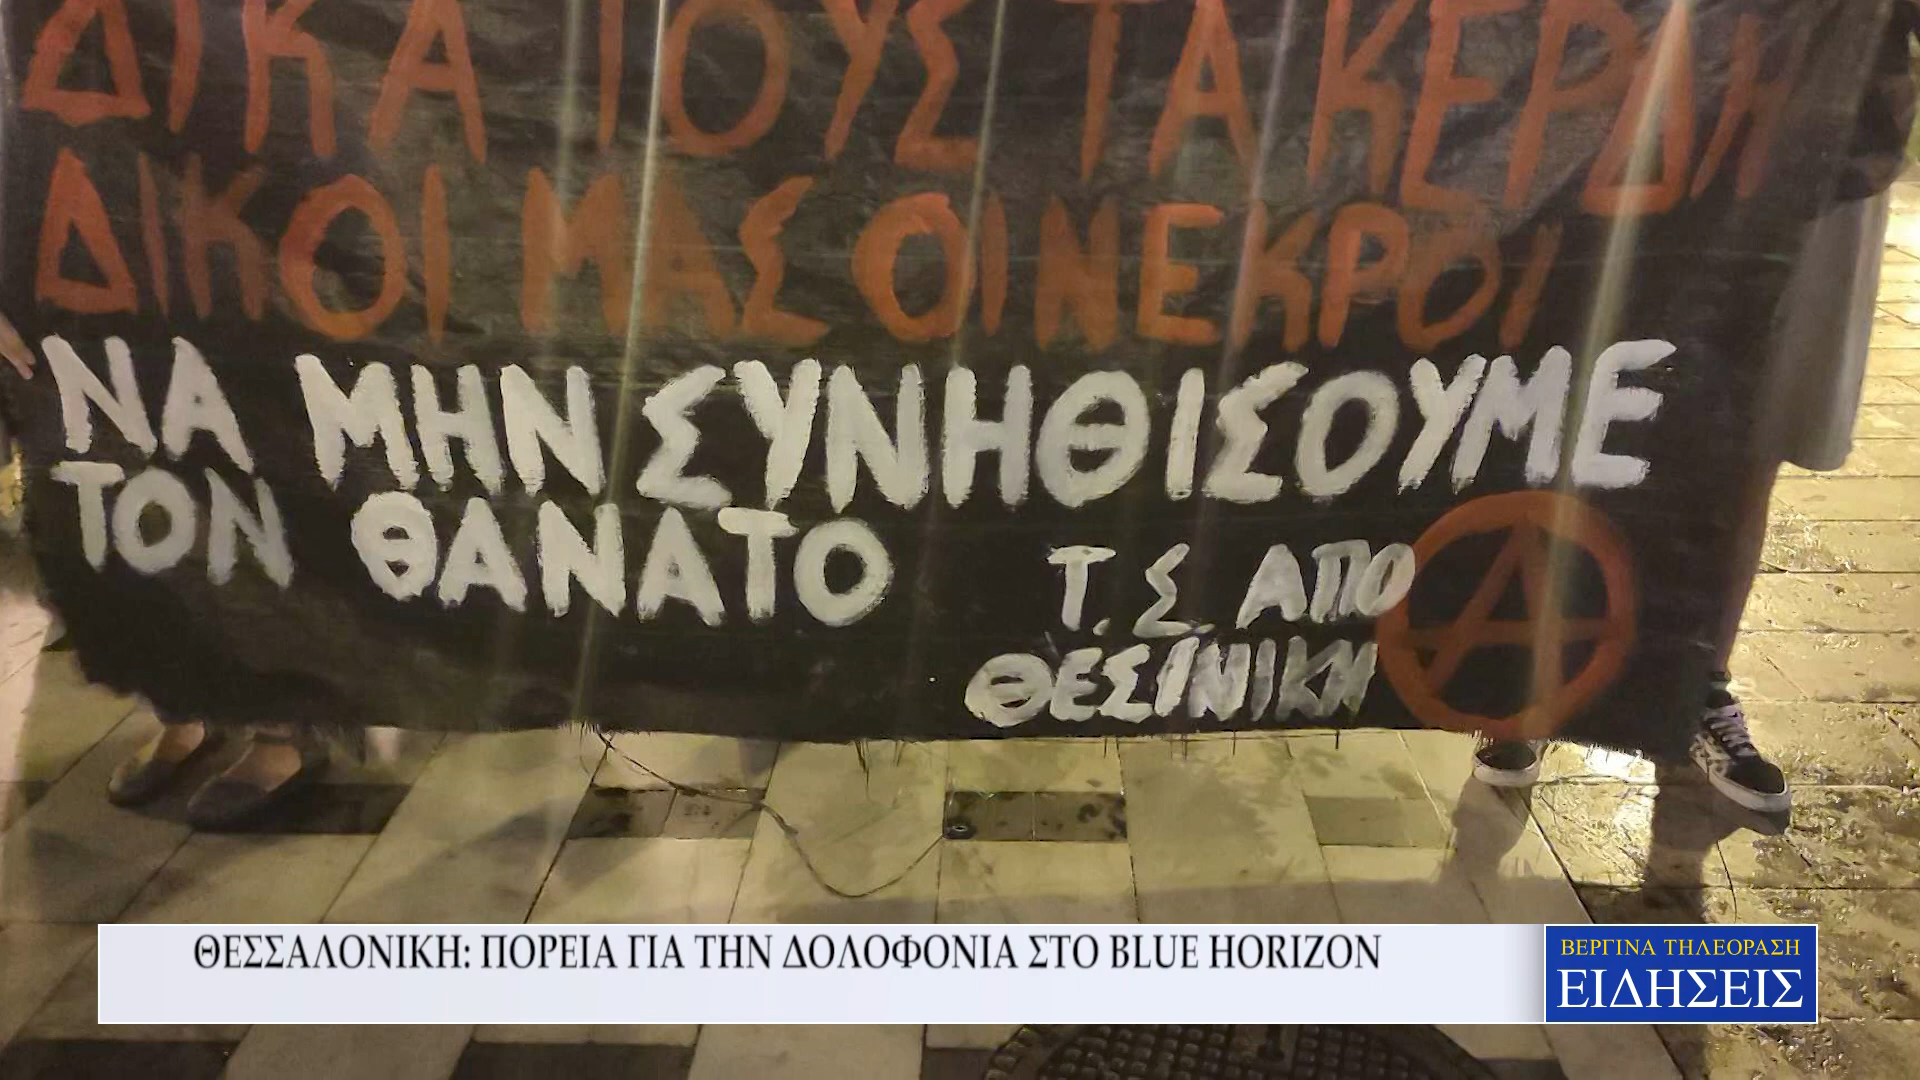 ΔΙΚΑ ΤΟΥΣ ΤΑ ΚΕΡΔΗ
ΔΙΚΟΙ ΜΑΣ ΟΙ ΝΕΚΡΟΙ
ΝΑ ΜΗΝ ΣΥΝΗΘΙΣΟΥΜΕ
ΤΟΝ ΘΑΝΑΤΟ
Τ.Σ. ΑΠΟ
ΘΕΣ/ΝΙΚΗ
ΘΕΣΣΑΛΟΝΙΚΗ: ΠΟΡΕΙΑ ΓΙΑ ΤΗΝ ΔΟΛΟΦΟΝΙΑ ΣΤΟ BLUE HORIZON
ΒΕΡΓΙΝΑ ΤΗΛΕΟΡΑΣΗ
ΕΙΔΗΣΕΙΣ